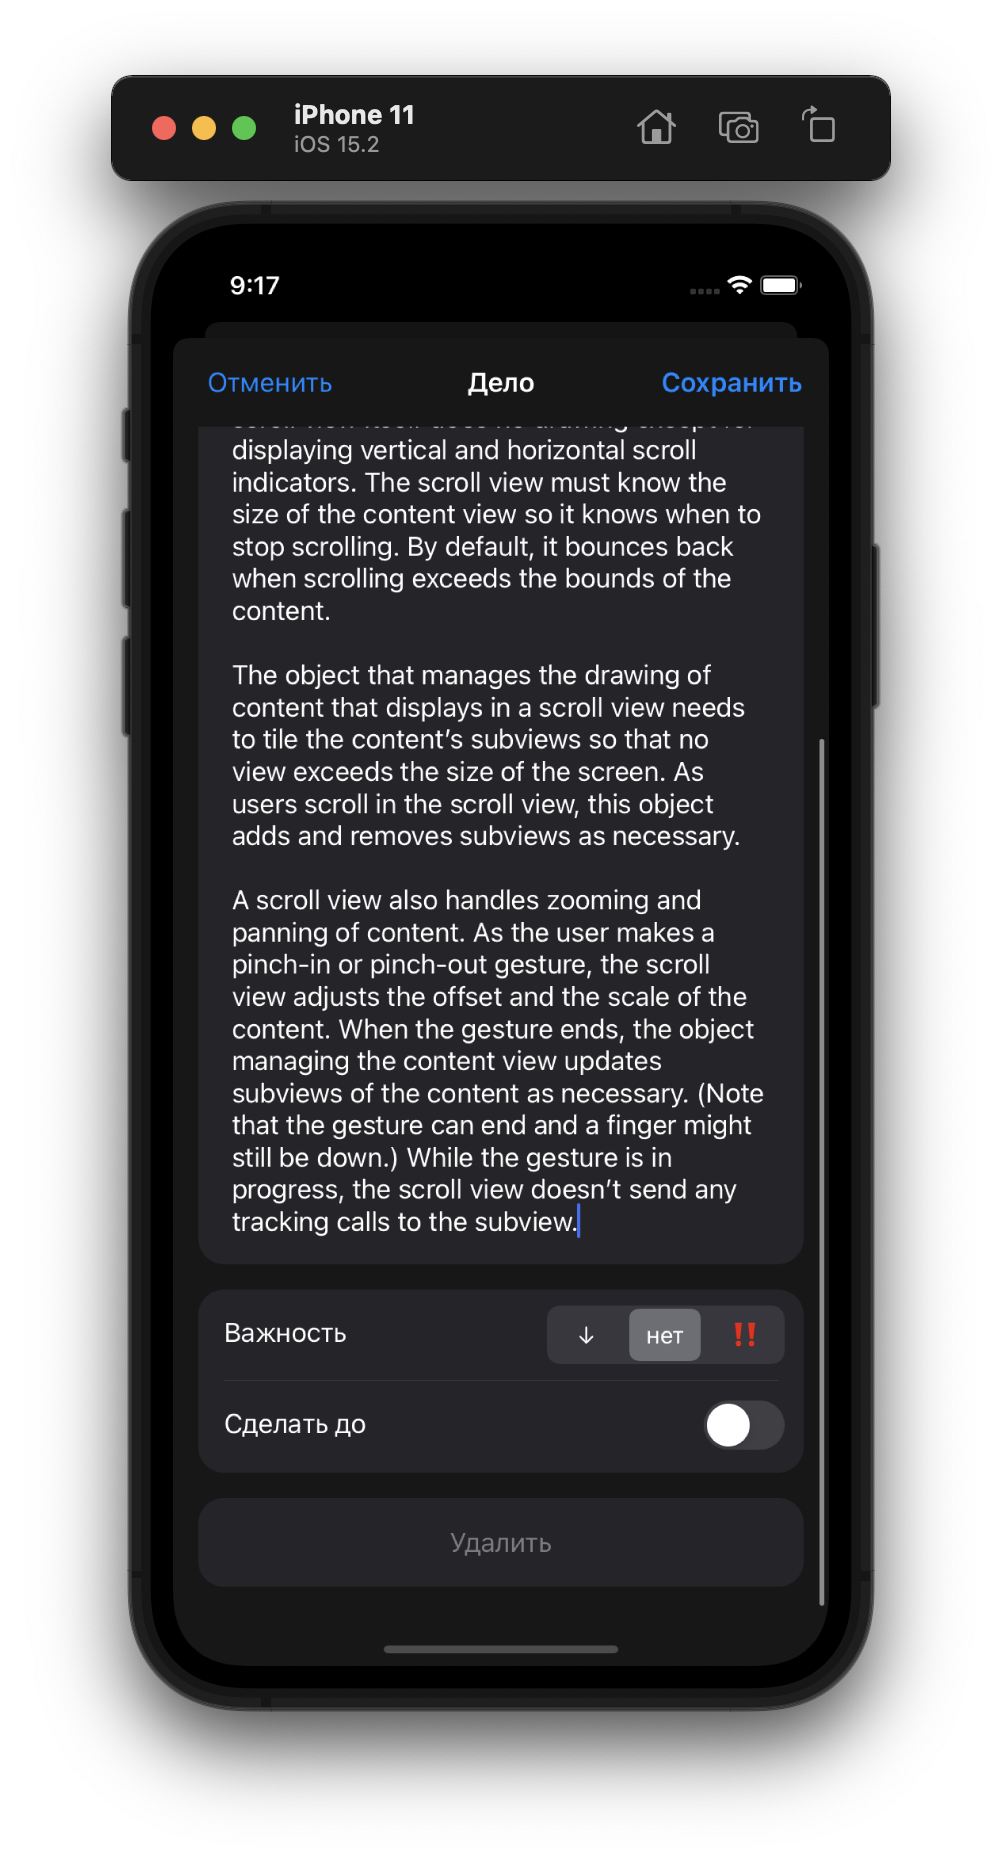 iPhone 11
iOS 15.2
9:17
Отменить
Дело
Сохранить
scroll view itself does no drawing except for
displaying vertical and horizontal scroll
indicators. The scroll view must know the
size of the content view so it knows when to
stop scrolling. By default, it bounces back
when scrolling exceeds the bounds of the
content.
The object that manages the drawing of
content that displays in a scroll view needs
to tile the content’s subviews so that no
view exceeds the size of the screen. As
users scroll in the scroll view, this object
adds and removes subviews as necessary.
A scroll view also handles zooming and
panning of content. As the user makes a
pinch-in or pinch-out gesture, the scroll
view adjusts the offset and the scale of the
content. When the gesture ends, the object
managing the content view updates
subviews of the content as necessary. (Note
that the gesture can end and a finger might
still be down.) While the gesture is in
progress, the scroll view doesn’t send any
tracking calls to the subview.
Важность
↓
нет
‼
Сделать до
Удалить